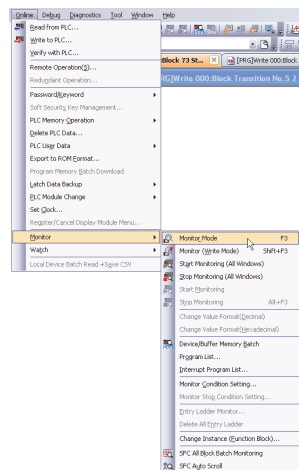 Online Debug Diagnostics Tool Window Help
Read from PLC...
Write to PLC...
Verify with PLC...
Remote Operation(S)...
Redundant Operation...
Password/Keyword
Soft Security Key Management...
PLC Memory Operation
Delete PLC Data...
PLC User Data
Export to ROM Format...
Program Memory Batch Download
Latch Data Backup
PLC Module Change
Set Clock...
Register/Cancel Display Module Menu...
Monitor
Watch
Local Device Batch Read +Save CSV
Block 73 St... [PRG]Write 000:Block
PRG]Write 000:Block Transition No.5 2
Monitor Mode F3
Monitor (Write Mode) Shift+F3
Start Monitoring (All Windows)
Stop Monitoring (All Windows)
Start Monitoring
Stop Monitoring Alt+F3
Change Value Format(Decimal)
Change Value Format(Hexadecimal)
Device/Buffer Memory Batch
Program List...
Interrupt Program List...
Monitor Condition Setting...
Monitor Stop Condition Setting...
Entry Ladder Monitor...
Delete All Entry Ladder
Change Instance (Function Block)...
SFC All Block Batch Monitoring
SFC Auto Scroll